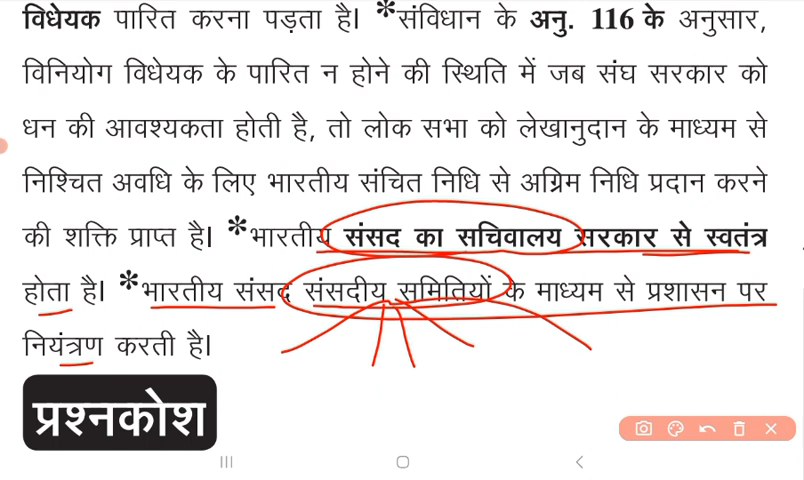 विधेयक पारित करना पड़ता है। *संविधान के अनु. 116 के अनुसार,
विनियोग विधेयक के पारित न होने की स्थिति में जब संघ सरकार को
धन की आवश्यकता होती है, तो लोक सभा को लेखानुदान के माध्यम से
निश्चित अवधि के लिए भारतीय संचित निधि से अग्रिम निधि प्रदान करने
की शक्ति प्राप्त है। *भारतीय संसद का सचिवालय सरकार से स्वतंत्र
होता है। *भारतीय संसद संसदीय समितियों के माध्यम से प्रशासन पर
नियंत्रण करती है।
प्रश्नकोश